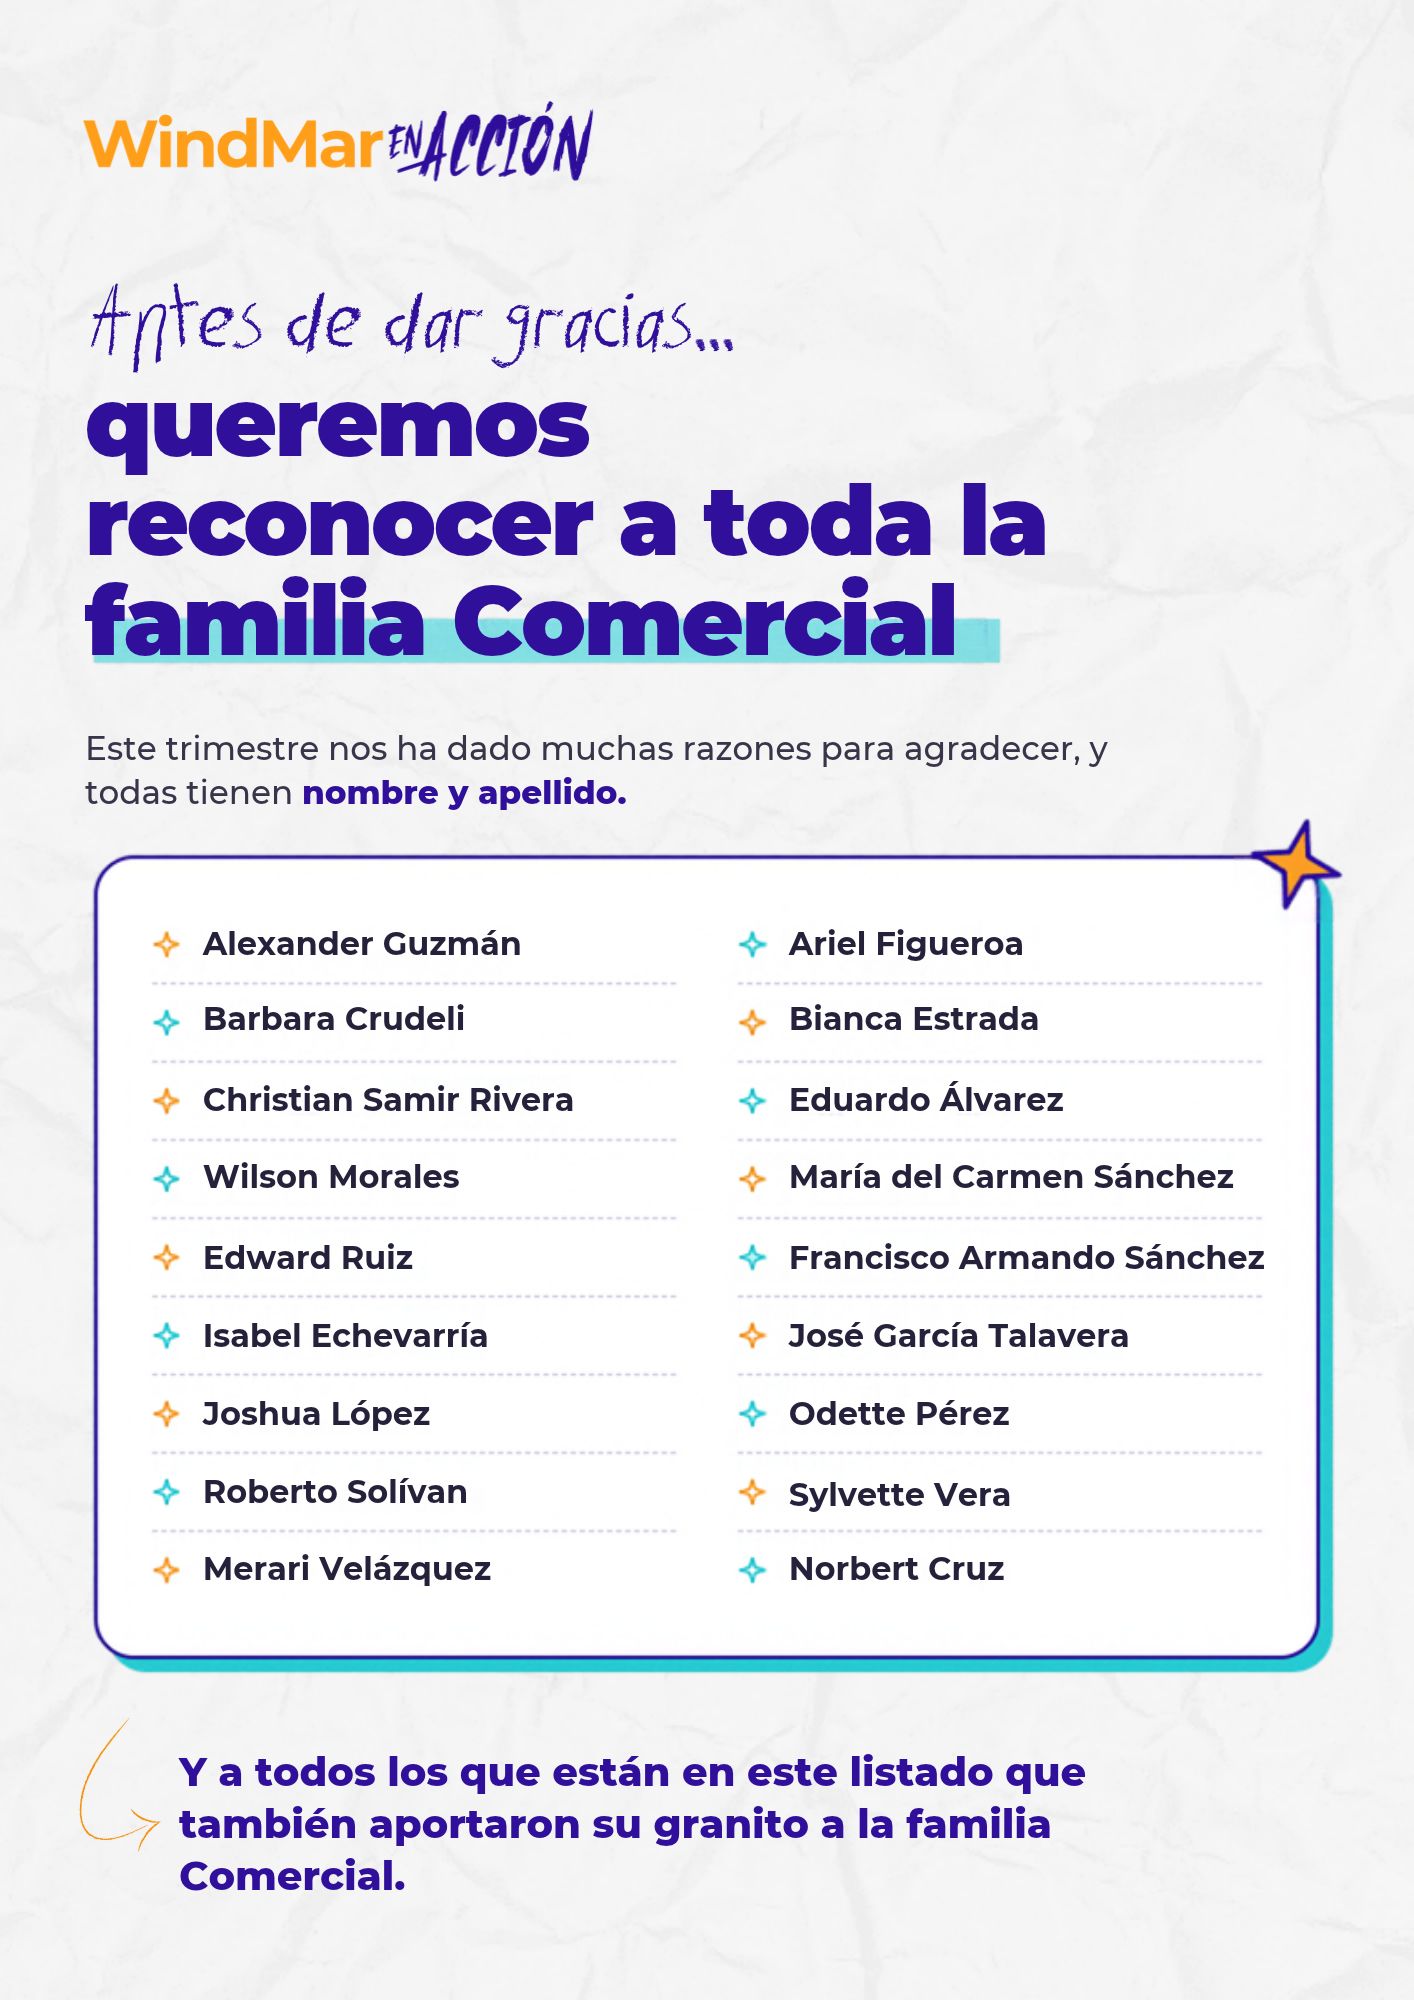 WindMar EN ACCIÓN
Antes de dar gracias...
queremos
reconocer a toda la
familia Comercial
Este trimestre nos ha dado muchas razones para agradecer, y
todas tienen nombre y apellido.
Alexander Guzmán
Barbara Crudeli
Christian Samir Rivera
Wilson Morales
Edward Ruiz
Isabel Echevarría
Joshua López
Roberto Solívan
Merari Velázquez
Ariel Figueroa
Bianca Estrada
Eduardo Álvarez
María del Carmen Sánchez
Francisco Armando Sánchez
José García Talavera
Odette Pérez
Sylvette Vera
Norbert Cruz
Y a todos los que están en este listado que
también aportaron su granito a la familia
Comercial.